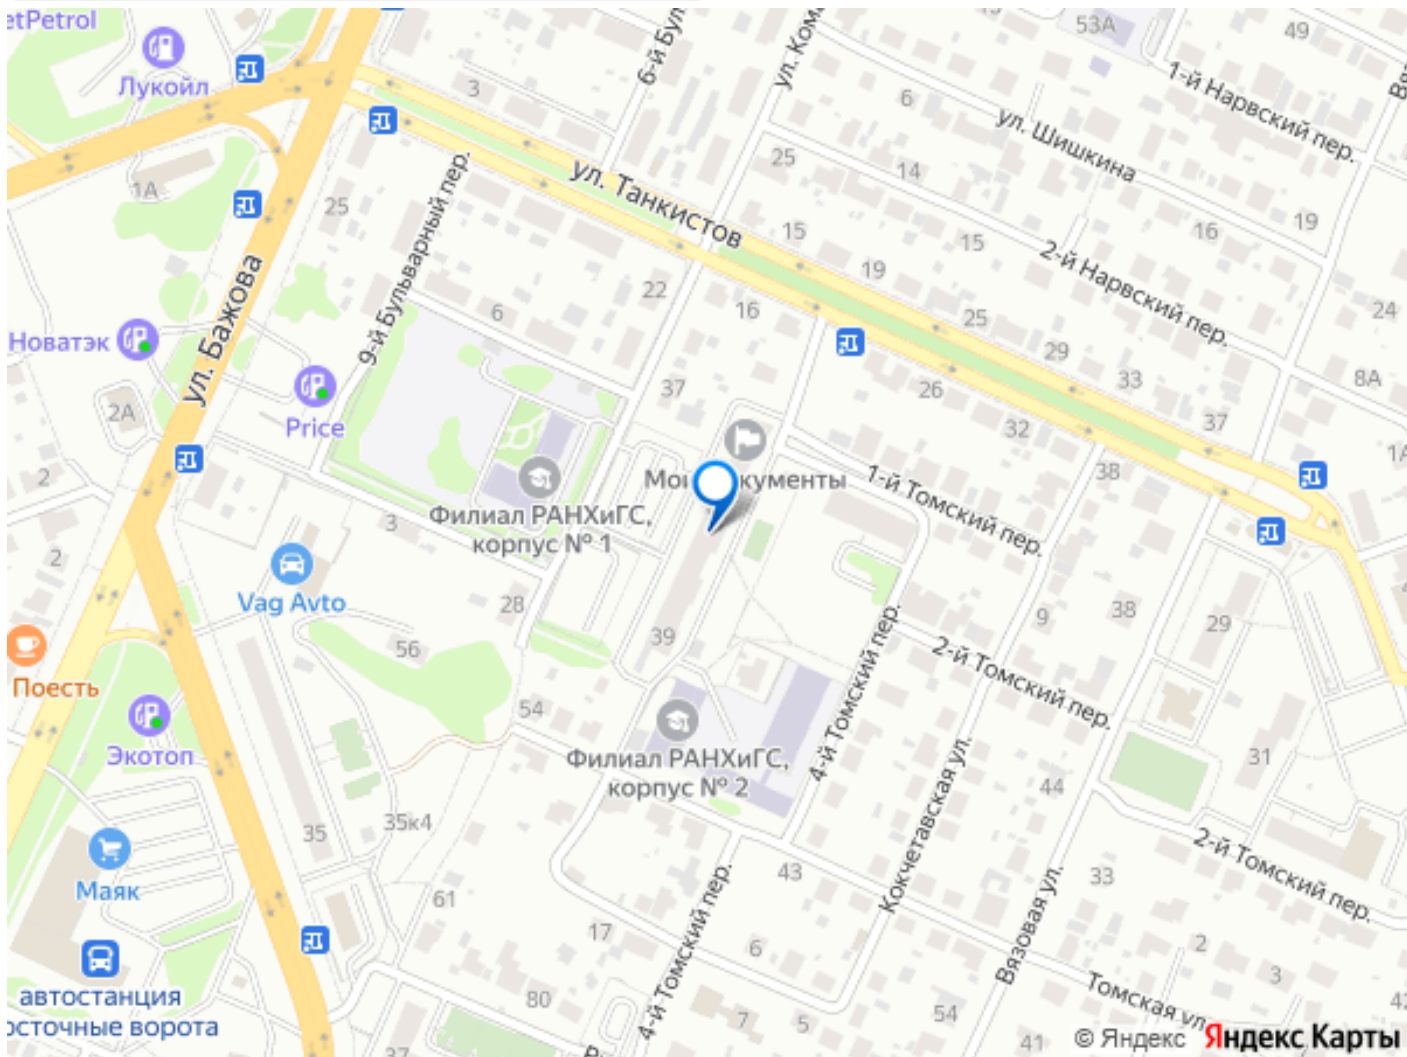 etPetrol
Лукойл
1А
3
6-й Бул
ул. Ком
53А
49
Вя
1-й Нарвский пер.
6
ул. Шишкина
25
14
19
16
15
2-й Нарвский пер.
24
ул. Танкистов
15
19
25
29
33
37
8А
1А
25
9-й Бульварный пер.
ул. Бажова
22
16
6
Новатэк
2А
Price
37
26
32
38
Мои документы
1-й Томский пер.
Филиал РАНХиГС,
корпус № 1
2
2
3
Vag Avto
28
56
39
9
38
29
2-й Томский пер.
4-й Томский пер.
Поесть
Экотоп
54
Филиал РАНХиГС,
корпус № 2
Кокчетавская ул.
44
31
35
35к4
Маяк
43
33
2-й Томский пер.
Вязовая ул.
61
17
6
4-й Томский пер.
2
3
автостанция
осточные ворота
80
7
5
54
41
42
37
Томская ул.
© Яндекс Яндекс Карты